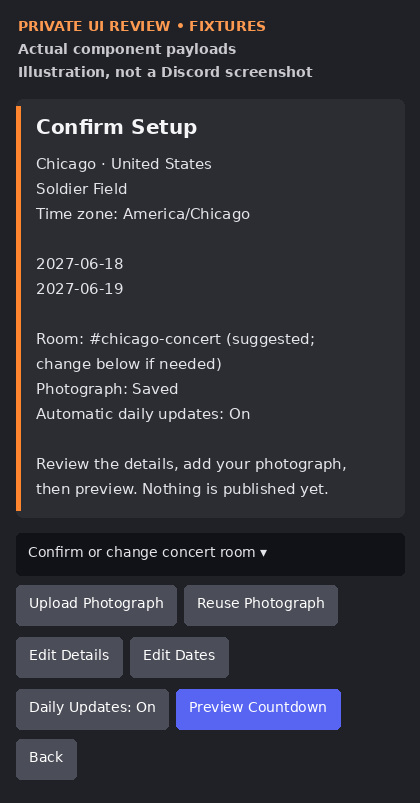 PRIVATE UI REVIEW • FIXTURES
Actual component payloads
Illustration, not a Discord screenshot
Confirm Setup
Chicago · United States
Soldier Field
Time zone: America/Chicago
2027-06-18
2027-06-19
Room: #chicago-concert (suggested;
change below if needed)
Photograph: Saved
Automatic daily updates: On
Review the details, add your photograph,
then preview. Nothing is published yet.
Confirm or change concert room ▾
Upload Photograph
Reuse Photograph
Edit Details
Edit Dates
Daily Updates: On
Preview Countdown
Back